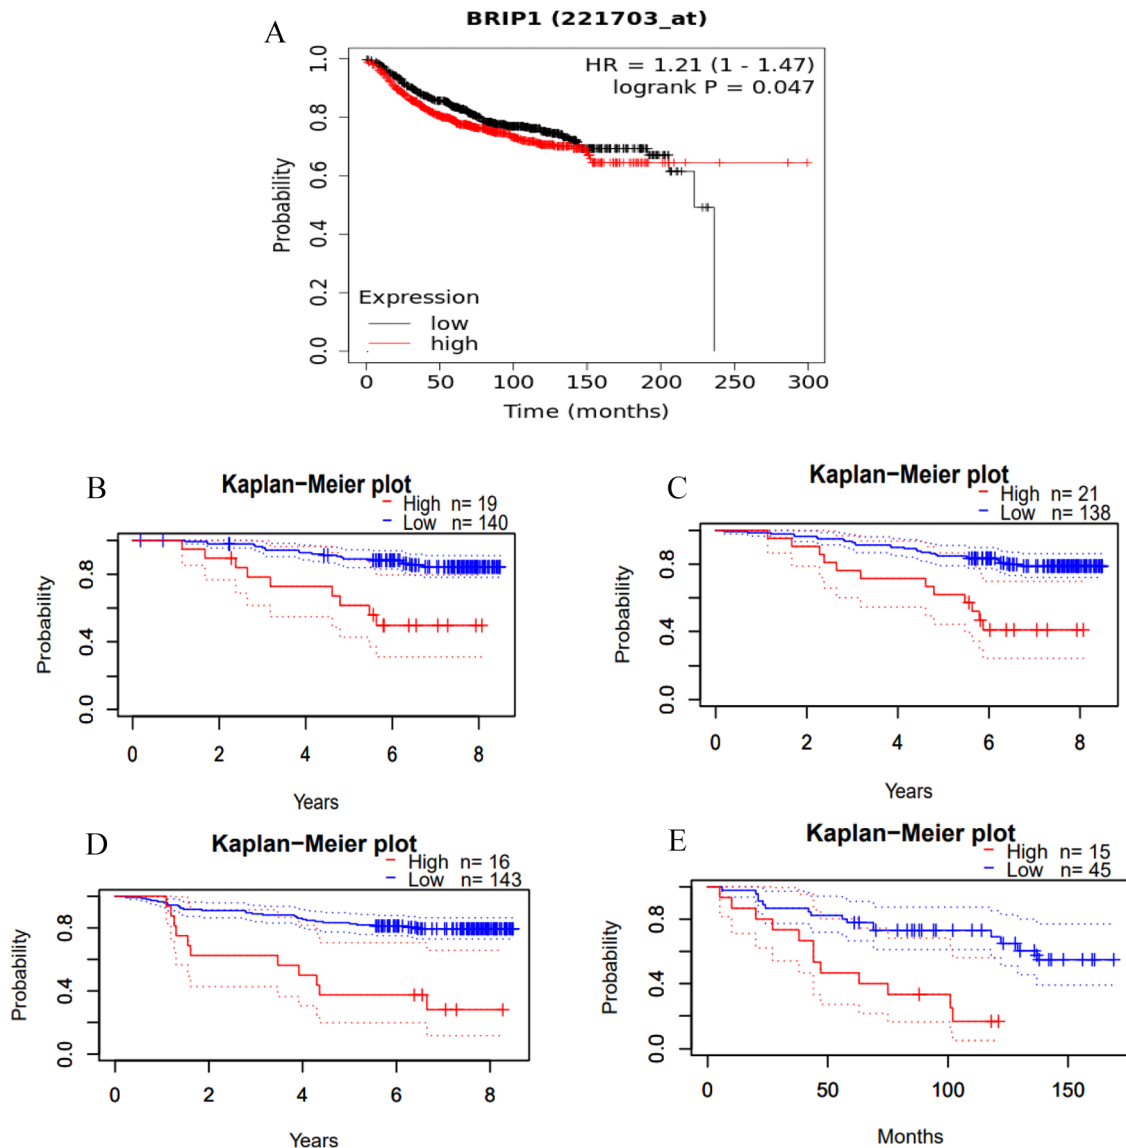 BRIP1 (221703_at)
A
HR = 1.21 (1 - 1.47)
logrank P = 0.047
Probability
0.0 0.2 0.4 0.6 0.8 1.0
Expression
low
high
0 50 100 150 200 250 300
Time (months)
B
Kaplan-Meier plot
High n= 19
Low n= 140
Probability
0.0 0.4 0.8
0 2 4 6 8
Years
C
Kaplan-Meier plot
High n= 21
Low n= 138
Probability
0.0 0.4 0.8
0 2 4 6 8
Years
D
Kaplan-Meier plot
High n= 16
Low n= 143
Probability
0.0 0.4 0.8
0 2 4 6 8
Years
E
Kaplan-Meier plot
High n= 15
Low n= 45
Probability
0.0 0.4 0.8
0 50 100 150
Months